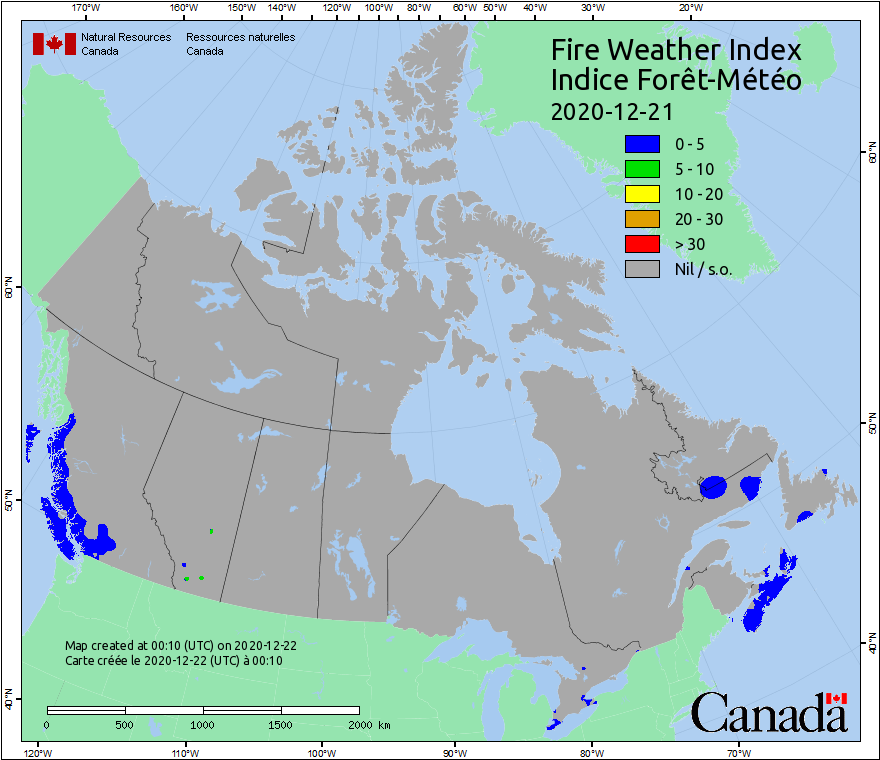 170°W 160°W 150°W 140°W 130°W 120°W 110°W 100°W 90°W 80°W 60°W 50°W 40°W 30°W 20°W
Natural Resources Canada
Ressources naturelles Canada
Fire Weather Index
Indice Forêt-Météo
2020-12-21
0 - 5
5 - 10
10 - 20
20 - 30
> 30
Nil / s.o.
60°N
50°N
40°N
60°N
50°N
40°N
Map created at 00:10 (UTC) on 2020-12-22
Carte créée le 2020-12-22 (UTC) à 00:10
0 500 1000 1500 2000 km
Canada
120°W 110°W 100°W 90°W 80°W 70°W